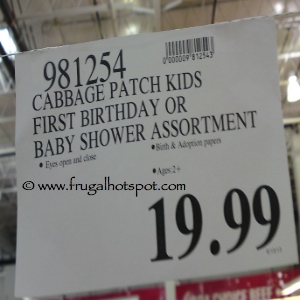 981254
0000009812543
CABBAGE PATCH KIDS
FIRST BIRTHDAY OR
BABY SHOWER ASSORTMENT
• Eyes open and close
• Birth & Adoption papers
www.frugalhotspot.com
• Ages 2+
19.99